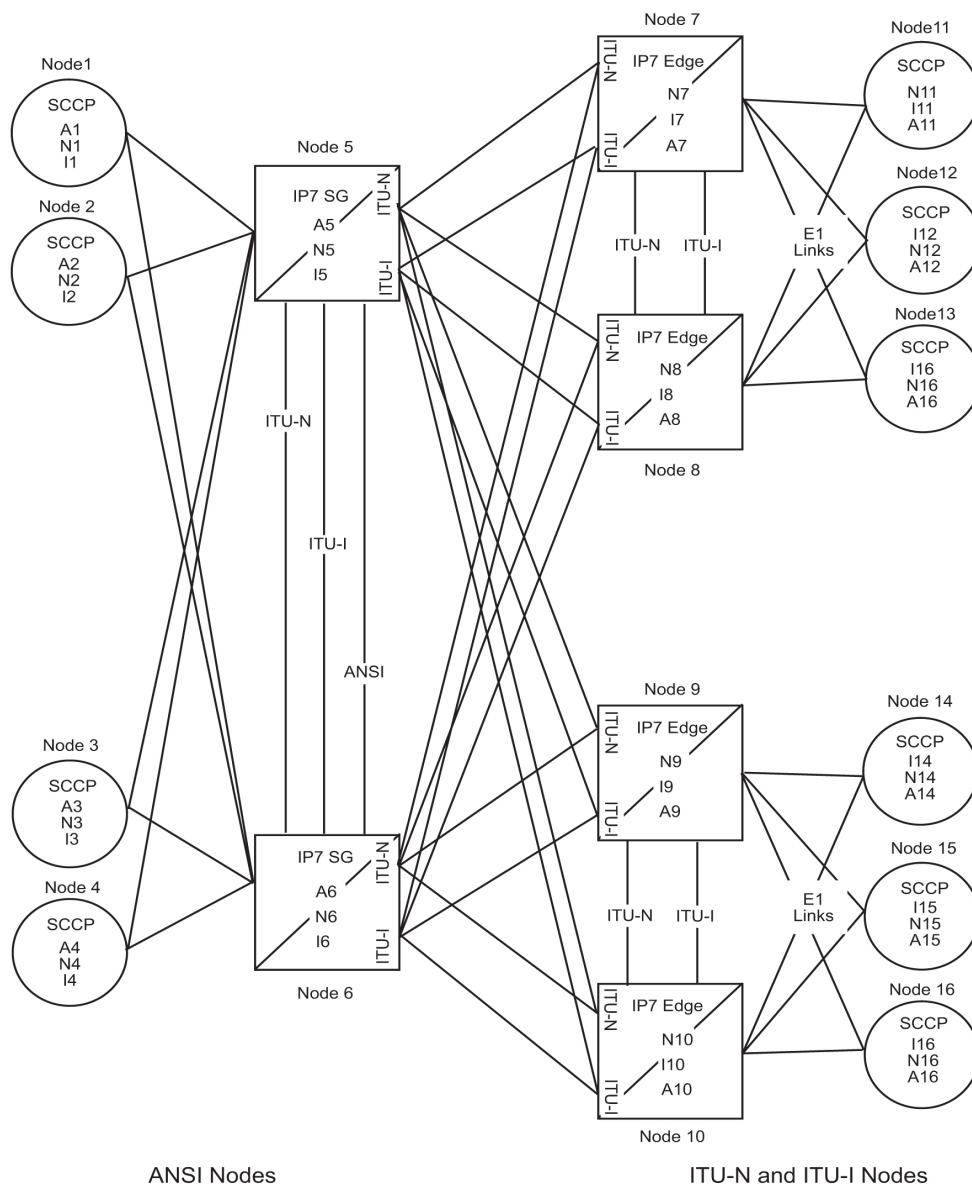 Node1
SCCP
A1
N1
I1
Node 2
SCCP
A2
N2
I2
Node 3
SCCP
A3
N3
I3
Node 4
SCCP
A4
N4
I4
Node 5
IP7 SG
A5
N5
I5
ITU-N
ITU-I
ITU-N
ITU-I
ANSI
IP7 SG
A6
N6
I6
ITU-N
ITU-I
Node 6
Node 7
IP7 Edge
N7
I7
A7
ITU-N
ITU-I
ITU-N
ITU-I
IP7 Edge
N8
I8
A8
ITU-N
ITU-I
Node 8
Node 9
IP7 Edge
N9
I9
A9
ITU-N
ITU-I
ITU-N
ITU-I
IP7 Edge
N10
I10
A10
ITU-N
ITU-I
Node 10
Node11
SCCP
N11
I11
A11
Node12
SCCP
I12
N12
A12
E1
Links
Node13
SCCP
I16
N16
A16
Node 14
SCCP
I14
N14
A14
Node 15
SCCP
I15
N15
A15
E1
Links
Node 16
SCCP
I16
N16
A16
ANSI Nodes
ITU-N and ITU-I Nodes